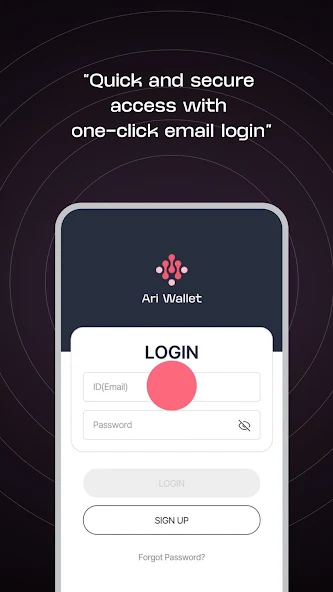 "Quick and secure
access with
one-click email login"
Ari Wallet
LOGIN
ID(Email)
Password
LOGIN
SIGN UP
Forgot Password?